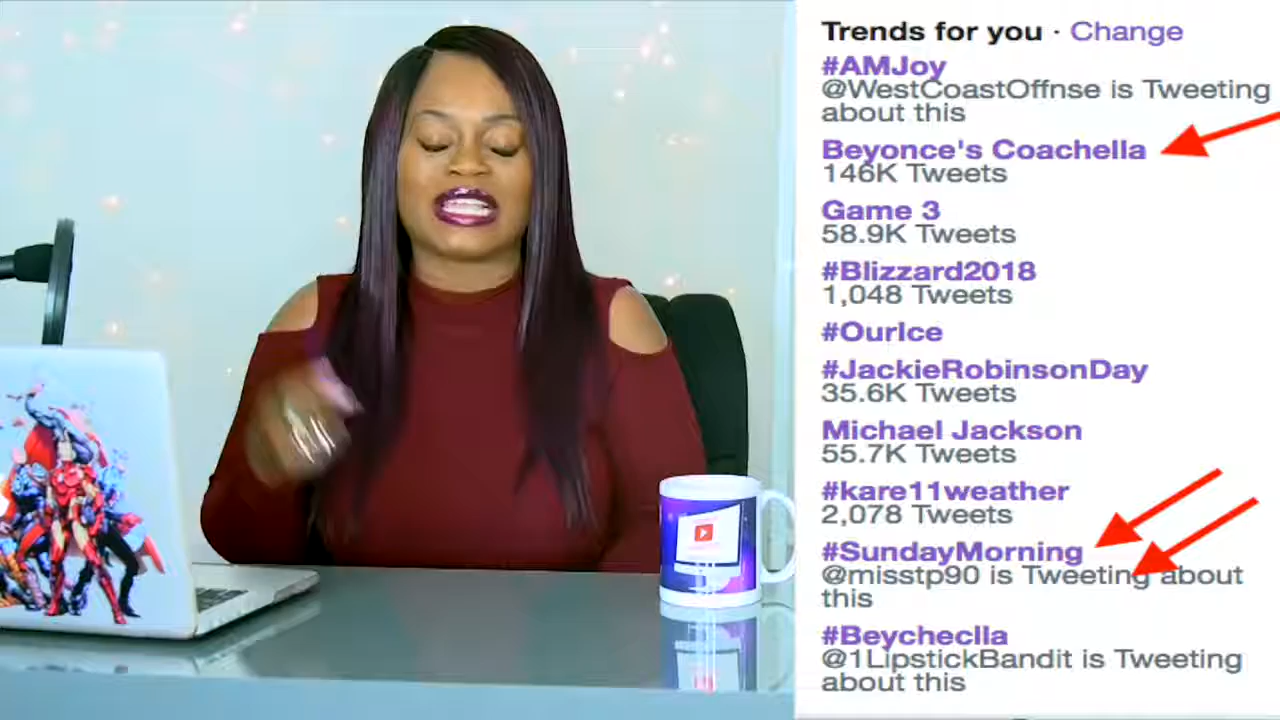 Trends for you · Change
#AMJoy
@WestCoastOffnse is Tweeting
about this
Beyonce's Coachella
146K Tweets
Game 3
58.9K Tweets
#Blizzard2018
1,048 Tweets
#OurIce
#JackieRobinsonDay
35.6K Tweets
Michael Jackson
55.7K Tweets
#kare11weather
2,078 Tweets
#SundayMorning
@misstp90 is Tweeting about
this
#Beycheclla
@1LipstickBandit is Tweeting
about this